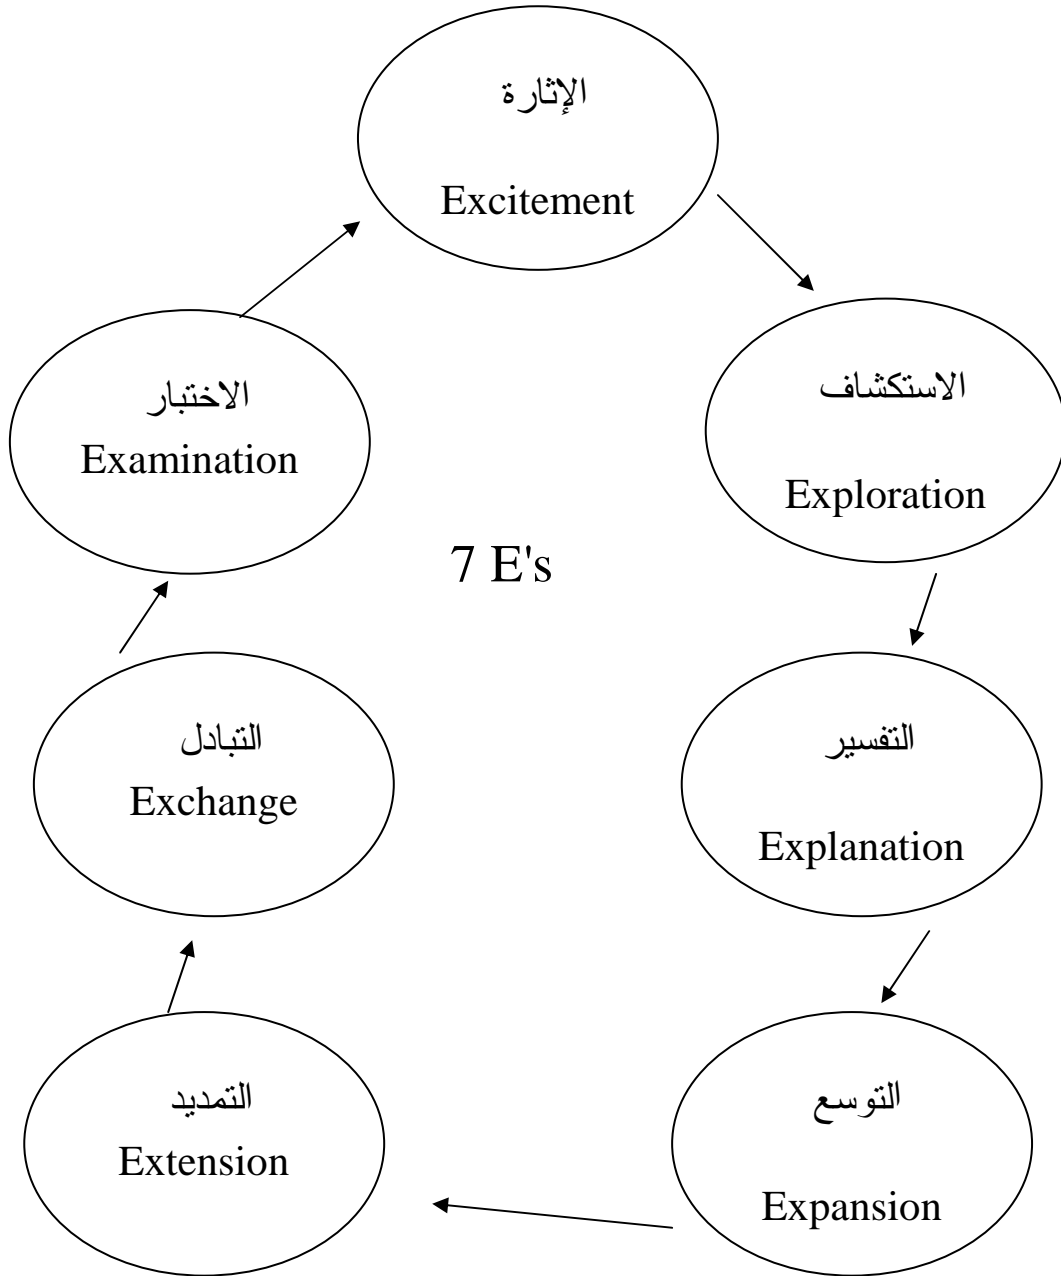 الإثارة
Excitement
الاستكشاف
Exploration
التفسير
Explanation
التوسع
Expansion
التمديد
Extension
التبادل
Exchange
الاختبار
Examination
7 E's